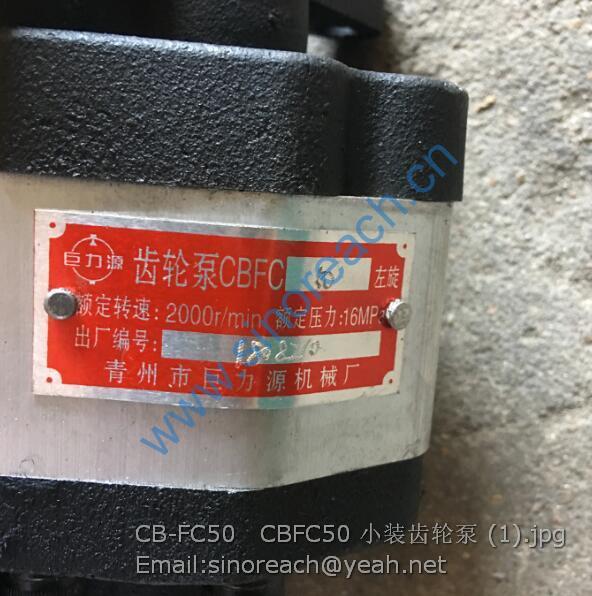 巨力源 齿轮泵CBFC 50 左旋
额定转速:2000r/min 额定压力:16MPa
出厂编号:
青州市巨力源机械厂
www.sinoreach.cn
CB-FC50 CBFC50 小装齿轮泵 (1).jpg
Email:sinoreach@yeah.net